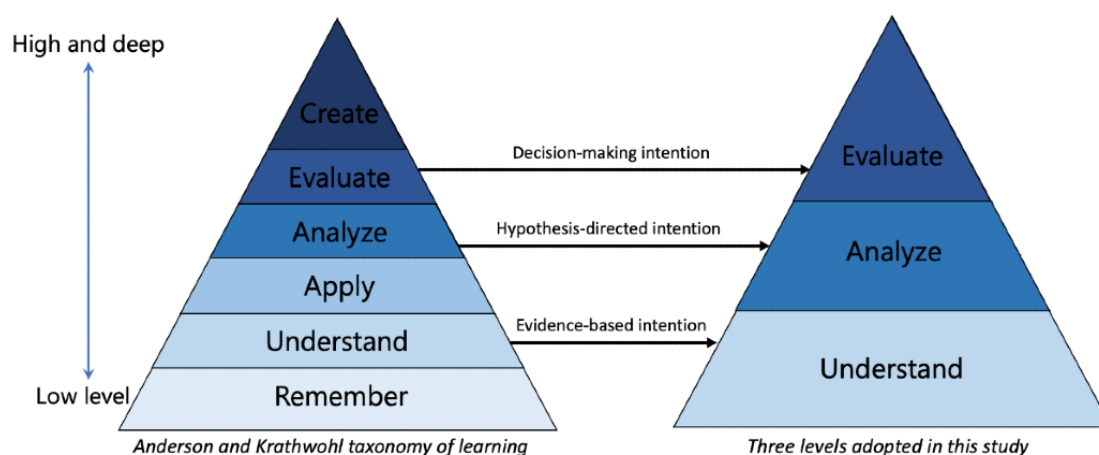 High and deep
Low level
Create
Evaluate
Analyze
Apply
Understand
Remember
Anderson and Krathwohl taxonomy of learning
Decision-making intention
Hypothesis-directed intention
Evidence-based intention
Evaluate
Analyze
Understand
Three levels adopted in this study